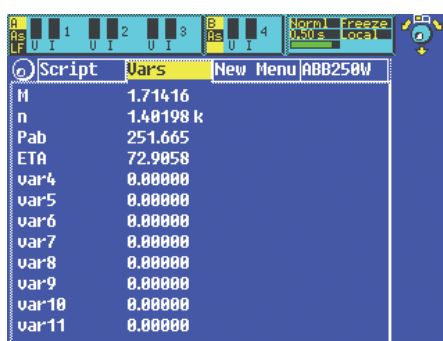 A As LF U I 1 U I 2 U I 3 B As U I 4 Norml Freeze
0.50 s Local
Script Vars New Menu ABB250W
M 1.71416
n 1.40198 k
Pab 251.665
ETA 72.9058
var4 0.00000
var5 0.00000
var6 0.00000
var7 0.00000
var8 0.00000
var9 0.00000
var10 0.00000
var11 0.00000